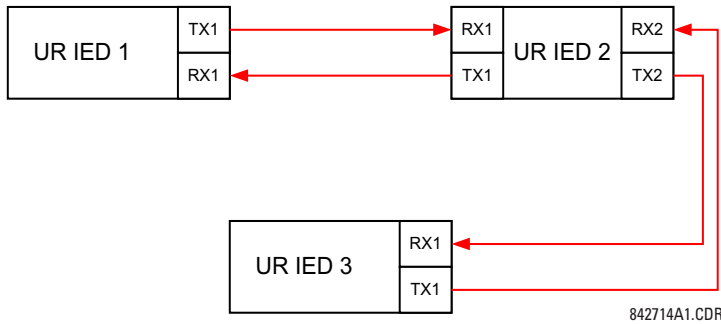 UR IED 1
TX1
RX1
RX1
TX1
UR IED 2
RX2
TX2
UR IED 3
RX1
TX1
842714A1.CDR